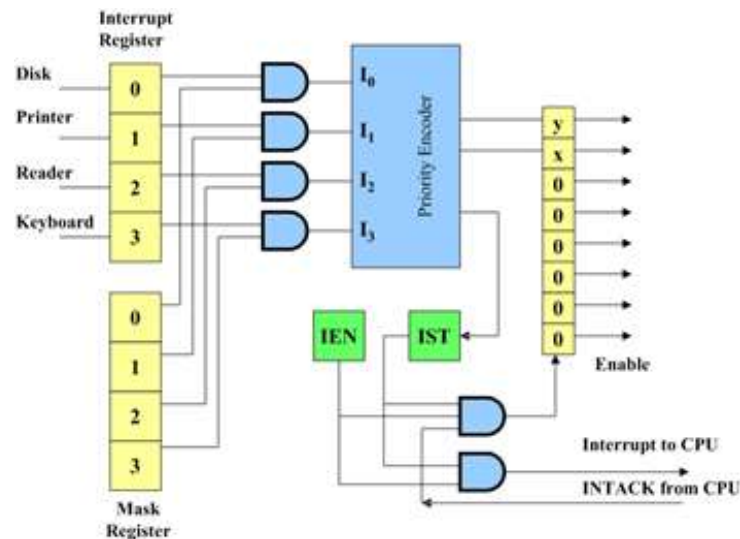 Interrupt
Register
Disk
Printer
Reader
Keyboard
0
1
2
3
I0
I1
I2
I3
Priority Encoder
y
x
0
0
0
0
0
0
Enable
IEN
IST
0
1
2
3
Mask
Register
Interrupt to CPU
INTACK from CPU